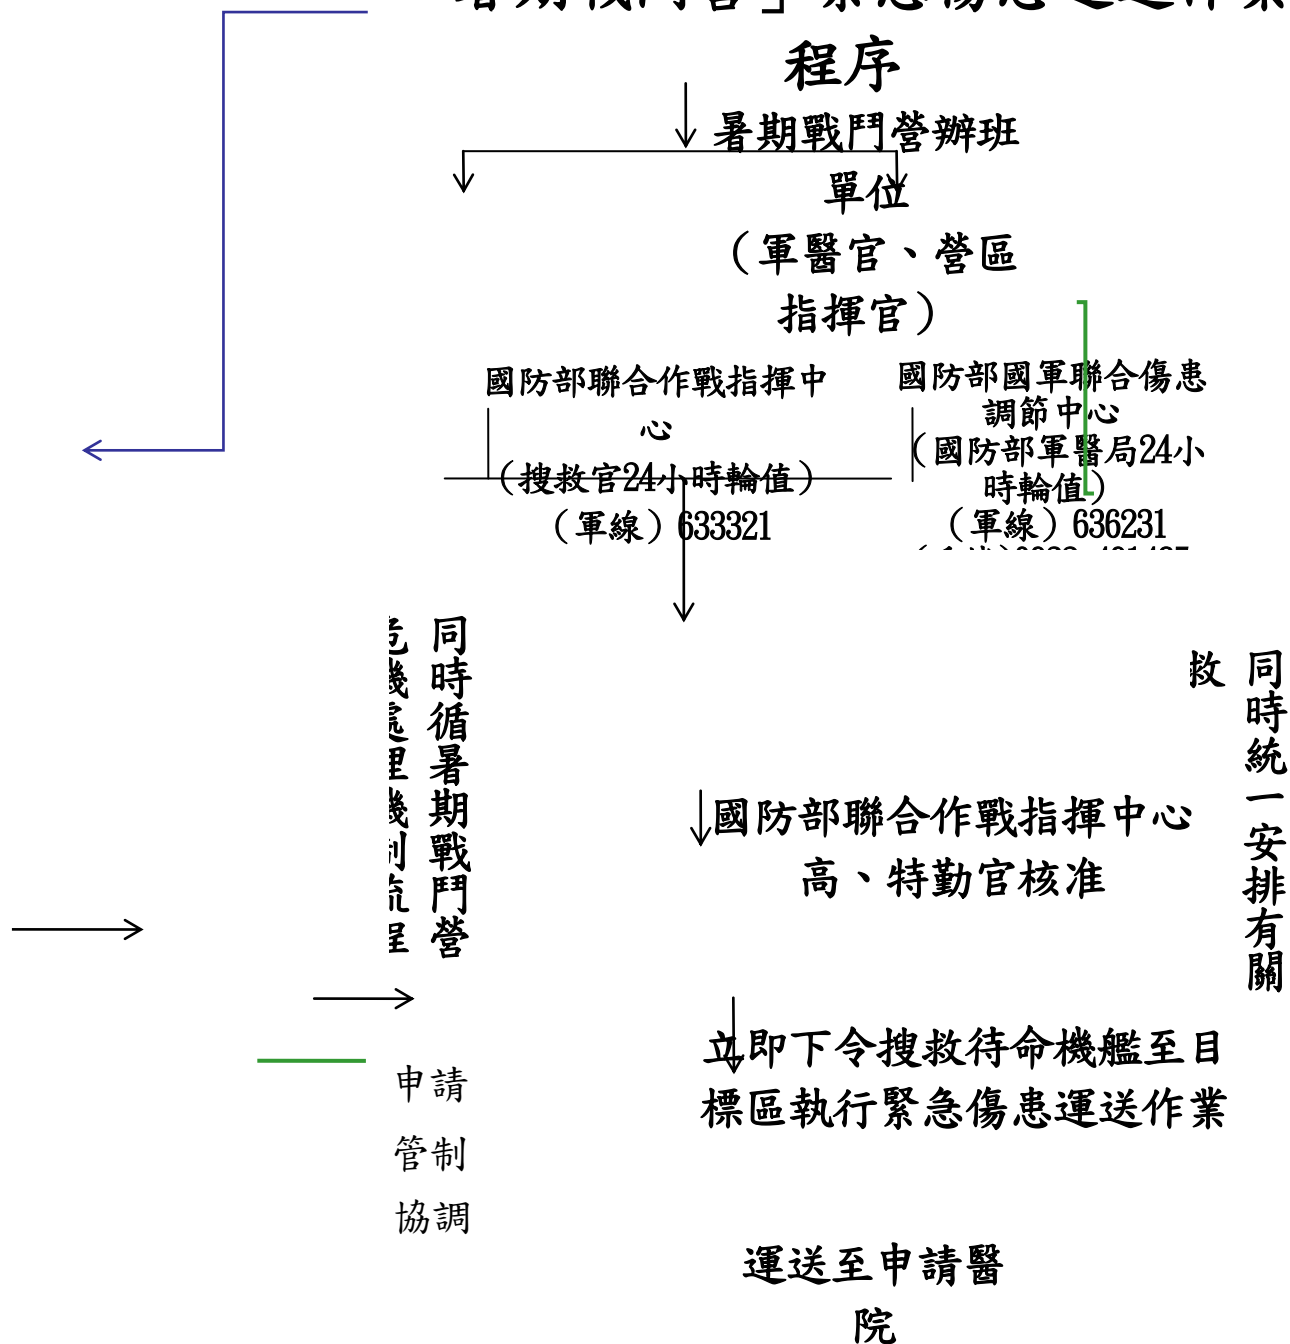 程序
暑期戰鬥營辦班
單位
（軍醫官、營區
指揮官）
國防部聯合作戰指揮中
心
（搜救官24小時輪值）
（軍線）633321
國防部國軍聯合傷患
調節中心
（國防部軍醫局24小
時輪值）
（軍線）636231
同時循暑期戰鬥營
同時統一安排有關
救
國防部聯合作戰指揮中心
高、特勤官核准
立即下令搜救待命機艦至目
標區執行緊急傷患運送作業
申請
管制
協調
運送至申請醫
院